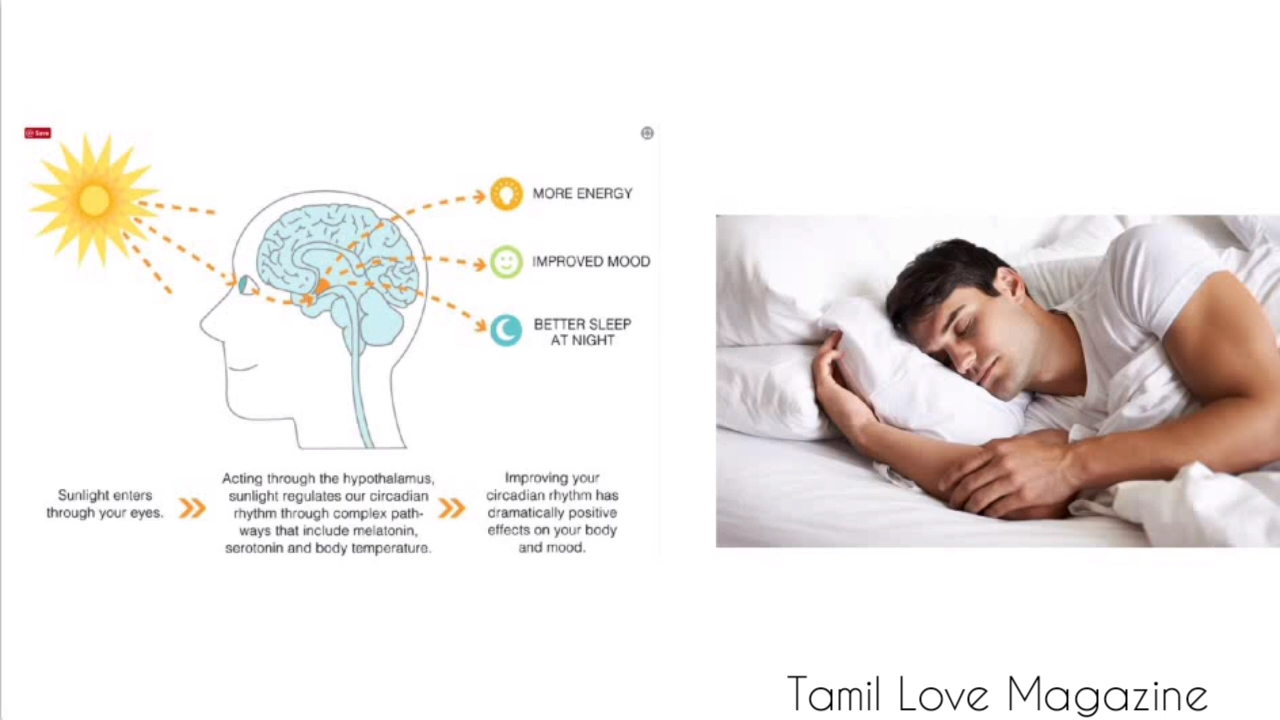 Save
MORE ENERGY
IMPROVED MOOD
BETTER SLEEP
AT NIGHT
Sunlight enters
through your eyes.
Acting through the hypothalamus,
sunlight regulates our circadian
rhythm through complex path-
ways that include melatonin,
serotonin and body temperature.
Improving your
circadian rhythm has
dramatically positive
effects on your body
and mood.
Tamil Love Magazine